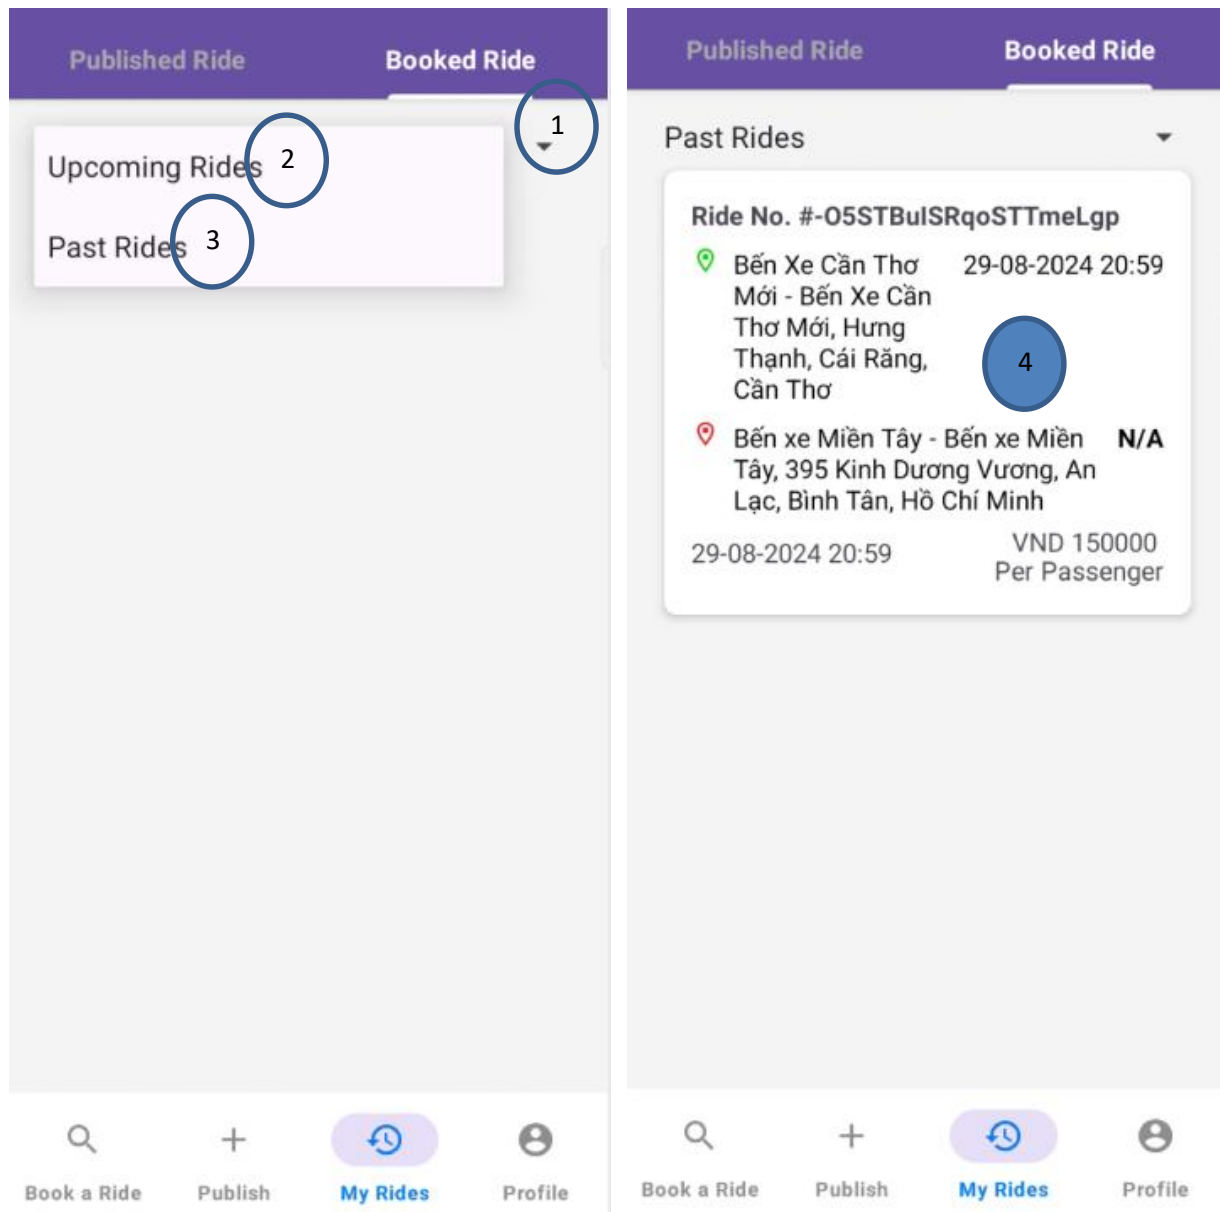 Published Ride
Booked Ride
1
Upcoming Rides
2
Past Rides
3
Book a Ride
Publish
My Rides
Profile
Published Ride
Booked Ride
Past Rides
Ride No. #-O5STBulSRqoSTTmeLgp
Bến Xe Cần Thơ
29-08-2024 20:59
Mới - Bến Xe Cần
Thơ Mới, Hưng
Thạnh, Cái Răng,
Cần Thơ
4
Bến xe Miền Tây - Bến xe Miền
N/A
Tây, 395 Kinh Dương Vương, An
Lạc, Bình Tân, Hồ Chí Minh
29-08-2024 20:59
VND 150000
Per Passenger
Book a Ride
Publish
My Rides
Profile